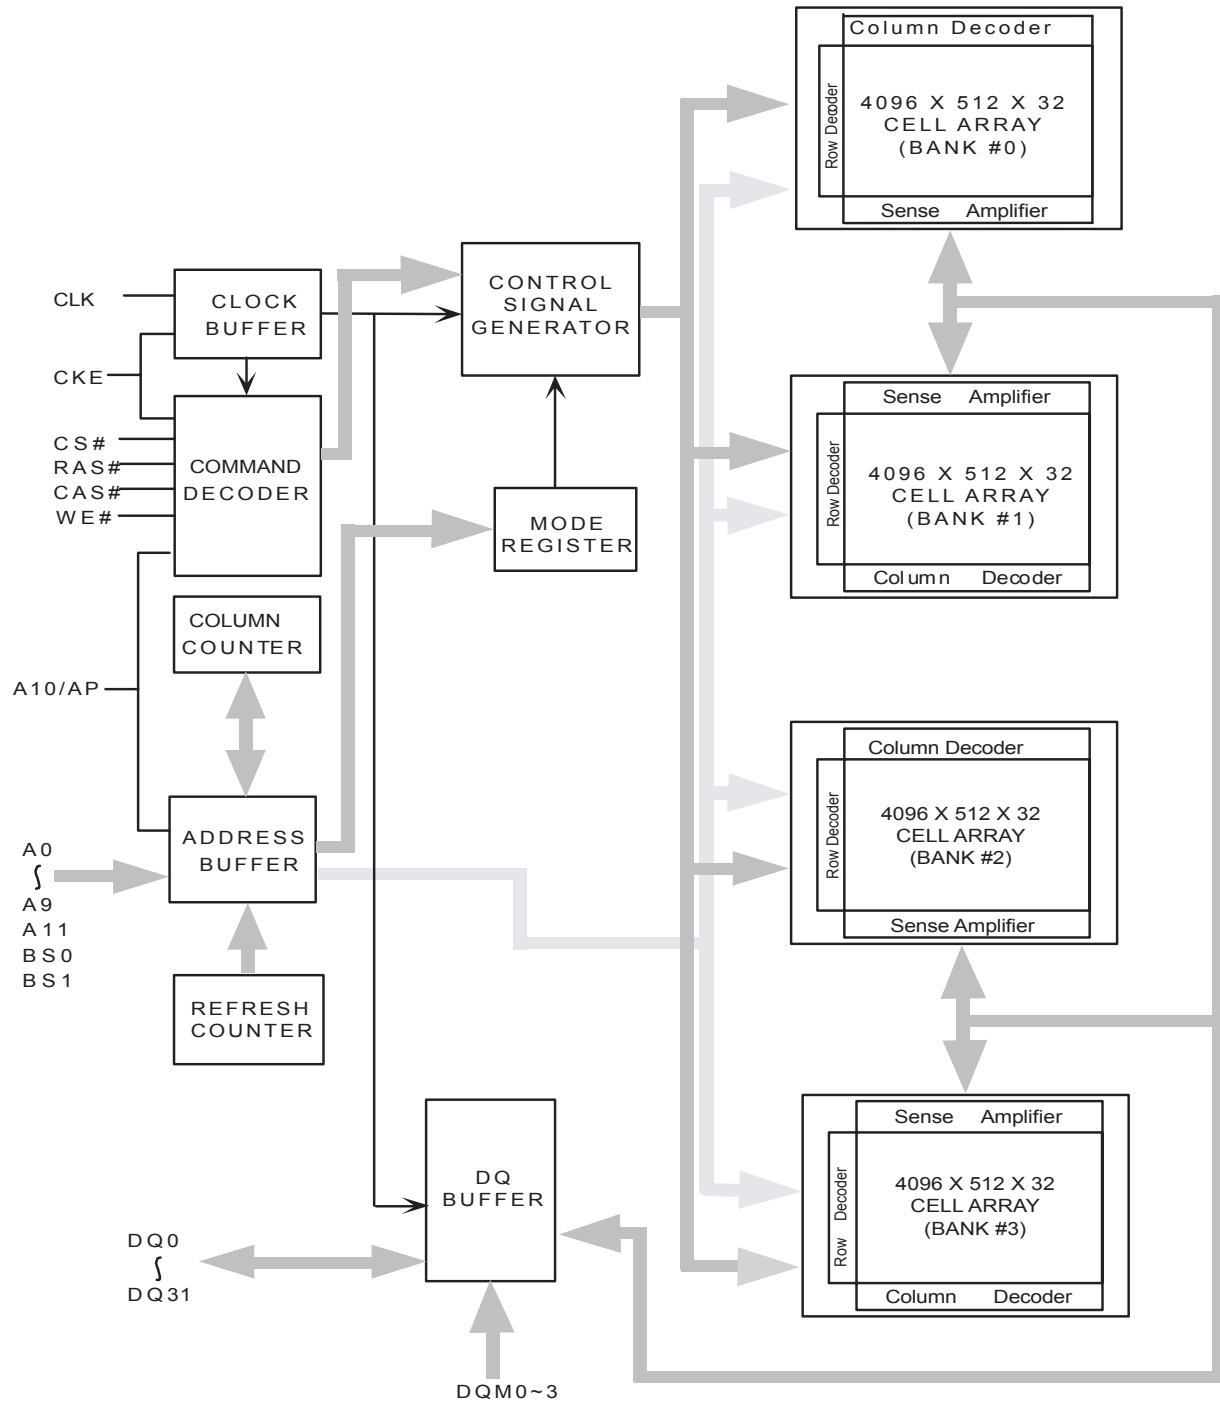 Column Decoder
Row Decoder
4096 X 512 X 32
CELL ARRAY
(BANK #0)
Sense Amplifier
CLK
CLOCK
BUFFER
CONTROL
SIGNAL
GENERATOR
CKE
Sense Amplifier
CS#
RAS#
CAS#
WE#
COMMAND
DECODER
Row Decoder
4096 X 512 X 32
CELL ARRAY
(BANK #1)
MODE
REGISTER
Column Decoder
COLUMN
COUNTER
A10/AP
Column Decoder
Row Decoder
4096 X 512 X 32
CELL ARRAY
(BANK #2)
Sense Amplifier
ADDRESS
BUFFER
A0
∫
A9
A11
BS0
BS1
REFRESH
COUNTER
Sense Amplifier
Row Decoder
4096 X 512 X 32
CELL ARRAY
(BANK #3)
Column Decoder
DQ
BUFFER
DQ0
∫
DQ31
DQM0~3